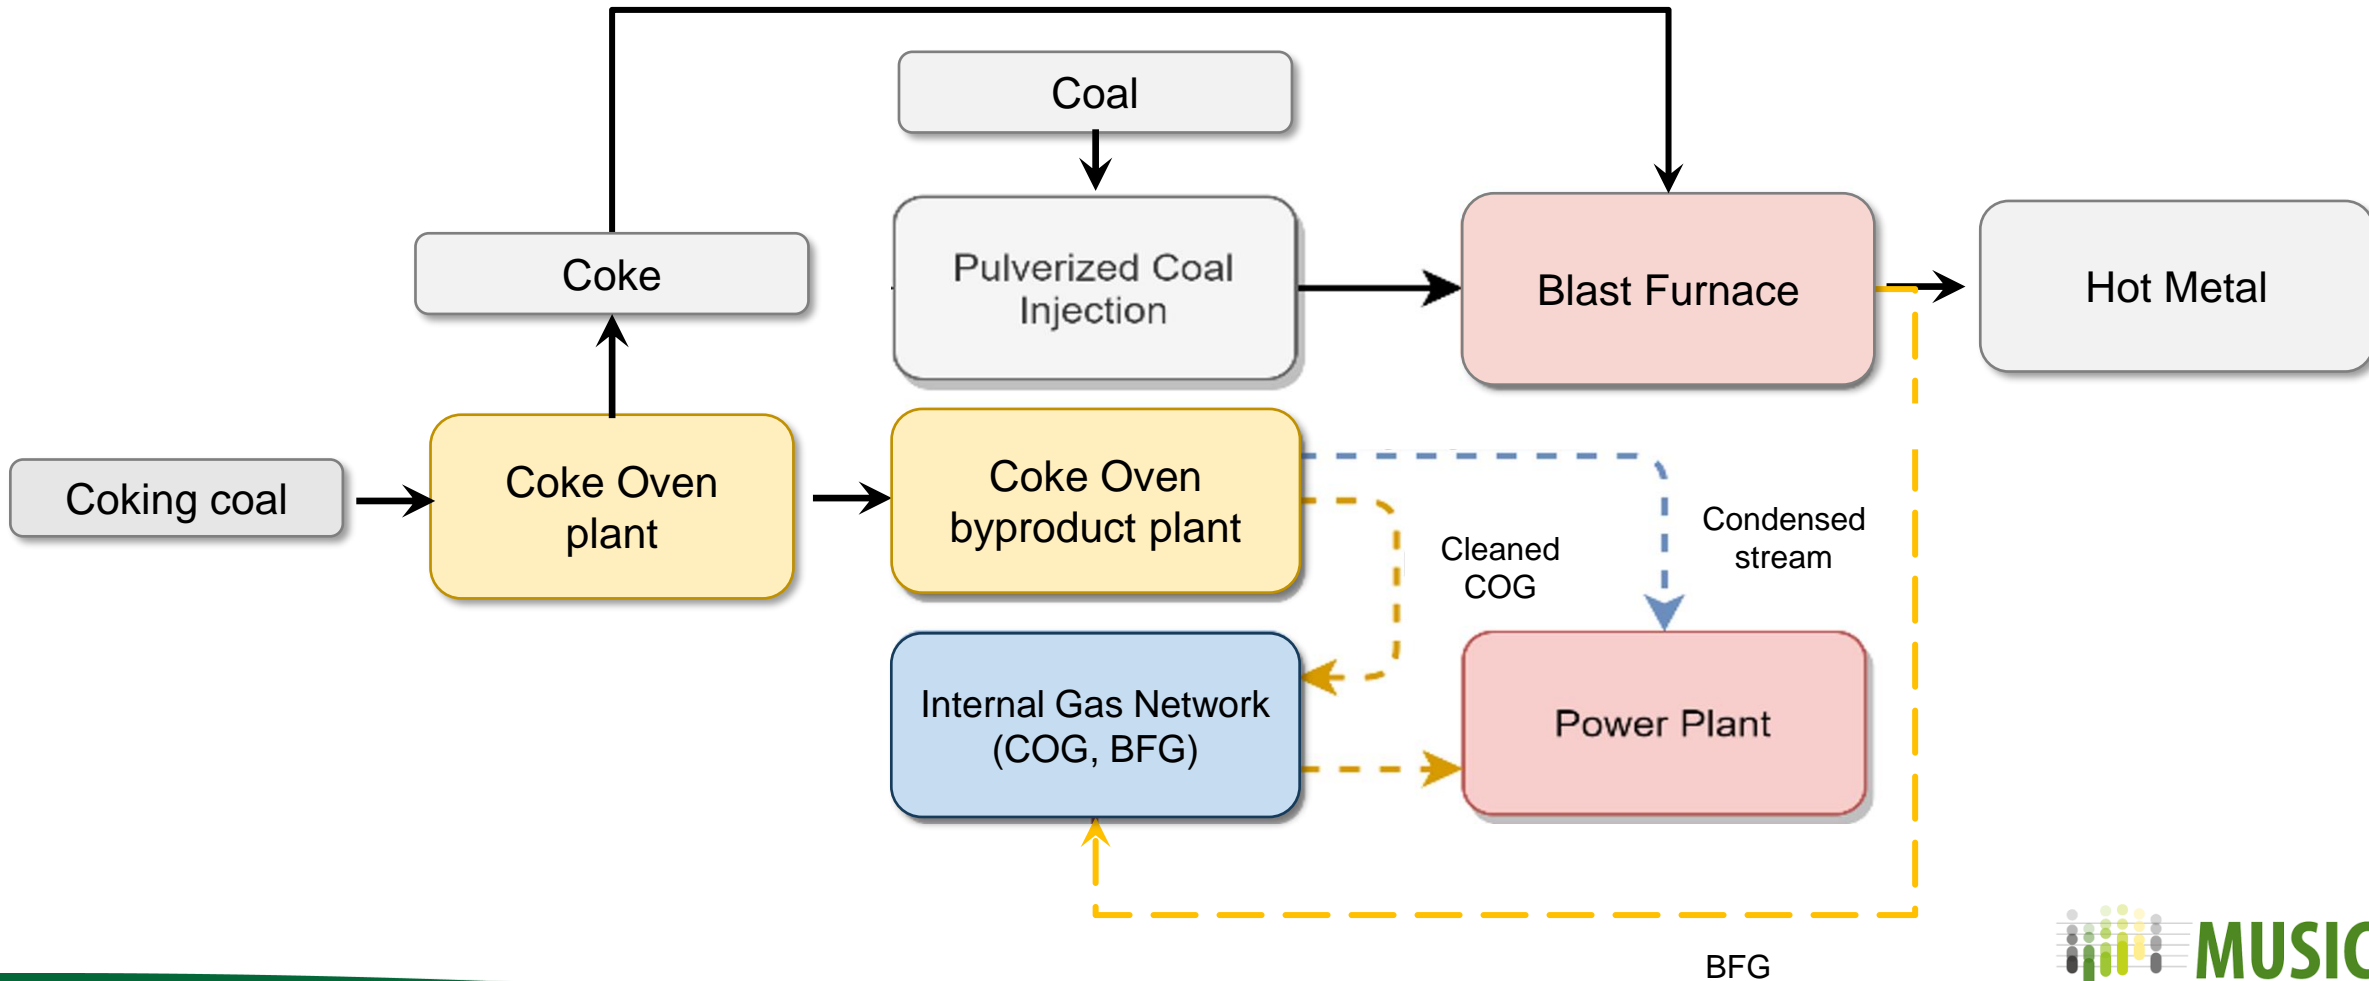 Coal
Coke
Pulverized Coal
Injection
Blast Furnace
Hot Metal
Coking coal
Coke Oven
plant
Coke Oven
byproduct plant
Cleaned
COG
Condensed
stream
Internal Gas Network
(COG, BFG)
Power Plant
BFG
MUSIC